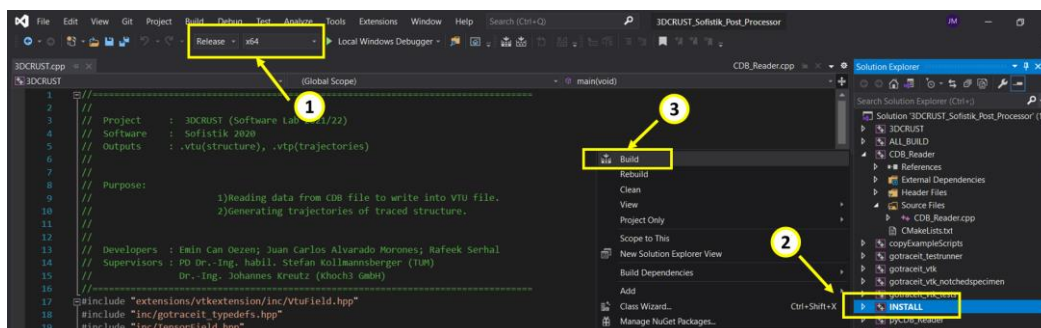 File Edit View Git Project Build Debug Test Analyze Tools Extensions Window Help Search (Ctrl+Q) 3DCRUST_Sofistik_Post_Processor JM
Release x64 Local Windows Debugger
3DCRUST.cpp CDB_Reader.cpp Solution Explorer
3DCRUST (Global Scope) main(void)
Search Solution Explorer (Ctrl+;)
1 //
2 //
3 // Project : 3DCRUST (Software Lab 2021/22)
4 // Software : Sofistik 2020
5 // Outputs : .vtu(structure), .vtp(trajectories)
6 //
7 //
8 // Purpose:
9 // 1)Reading data from CDB file to write into VTU file.
10 // 2)Generating trajectories of traced structure.
11 //
12 //
13 // Developers : Emin Can Oezen; Juan Carlos Alvarado Morones; Rafeek Serhal
14 // Supervisors : PD Dr.-Ing. habil. Stefan Kollmannsberger (TUM)
15 // Dr.-Ing. Johannes Kreutz (Khoch3 GmbH)
16 //
17 #include "extensions/vtkextension/inc/VtuField.hpp"
18 #include "inc/gotraceit_typedefs.hpp"
19 #include "inc/TensorField.hpp"
1
3
2
Build
Rebuild
Clean
View
Project Only
Scope to This
New Solution Explorer View
Build Dependencies
Add
Class Wizard... Ctrl+Shift+X
Manage NuGet Packages...
Solution '3DCRUST_Sofistik_Post_Processor'
3DCRUST
ALL_BUILD
CDB_Reader
References
External Dependencies
Header Files
Source Files
CDB_Reader.cpp
CMakeLists.txt
copyExampleScripts
gotraceit_testrunner
gotraceit_vtk
gotraceit_vtk_notchedspecimen
gotraceit_vtk_tests
INSTALL
pyCDB_Reader